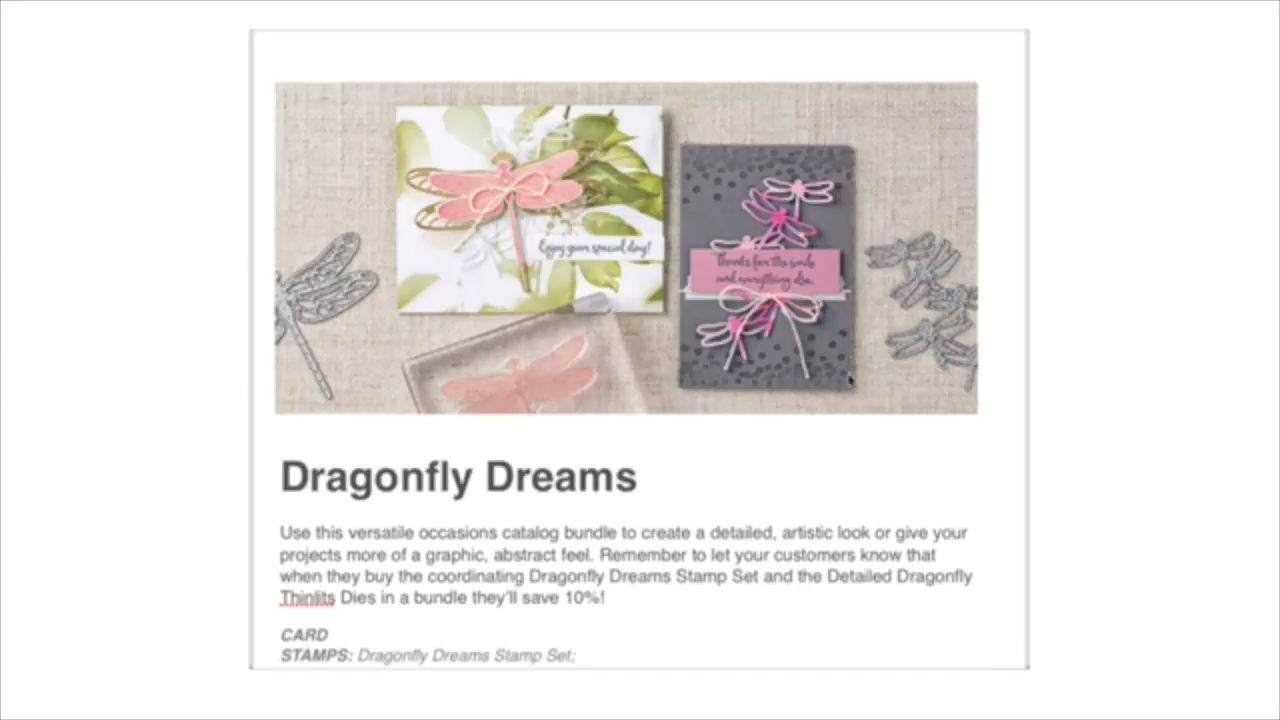 Enjoy your special day!
Thanks for the smile
and everything else.
Dragonfly Dreams
Use this versatile occasions catalog bundle to create a detailed, artistic look or give your
projects more of a graphic, abstract feel. Remember to let your customers know that
when they buy the coordinating Dragonfly Dreams Stamp Set and the Detailed Dragonfly
Thinlits Dies in a bundle they'll save 10%!
CARD
STAMPS: Dragonfly Dreams Stamp Set;